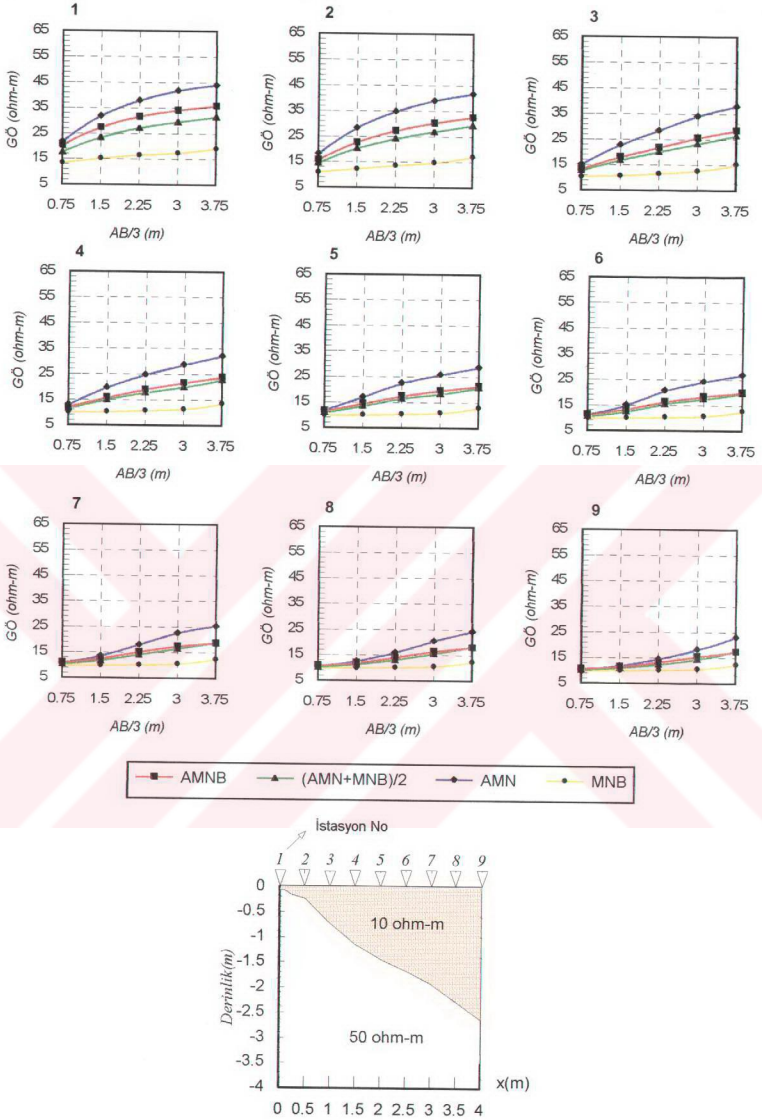 1
2
3
65
55
45
35
25
15
5
GÖ (ohm-m)
0.75 1.5 2.25 3 3.75
AB/3 (m)
65
55
45
35
25
15
5
GÖ (ohm-m)
0.75 1.5 2.25 3 3.75
AB/3 (m)
65
55
45
35
25
15
5
GÖ (ohm-m)
0.75 1.5 2.25 3 3.75
AB/3 (m)
4
5
6
65
55
45
35
25
15
5
GÖ (ohm-m)
0.75 1.5 2.25 3 3.75
AB/3 (m)
65
55
45
35
25
15
5
GÖ (ohm-m)
0.75 1.5 2.25 3 3.75
AB/3 (m)
65
55
45
35
25
15
5
GÖ (ohm-m)
0.75 1.5 2.25 3 3.75
AB/3 (m)
7
8
9
65
55
45
35
25
15
5
GÖ (ohm-m)
0.75 1.5 2.25 3 3.75
AB/3 (m)
65
55
45
35
25
15
5
GÖ (ohm-m)
0.75 1.5 2.25 3 3.75
AB/3 (m)
65
55
45
35
25
15
5
GÖ (ohm-m)
0.75 1.5 2.25 3 3.75
AB/3 (m)
AMNB (AMN+MNB)/2 AMN MNB
İstasyon No
1 2 3 4 5 6 7 8 9
0
-0.5
-1
-1.5
-2
-2.5
-3
-3.5
-4
Derinlik(m)
10 ohm-m
50 ohm-m
x(m)
0 0.5 1 1.5 2 2.5 3 3.5 4